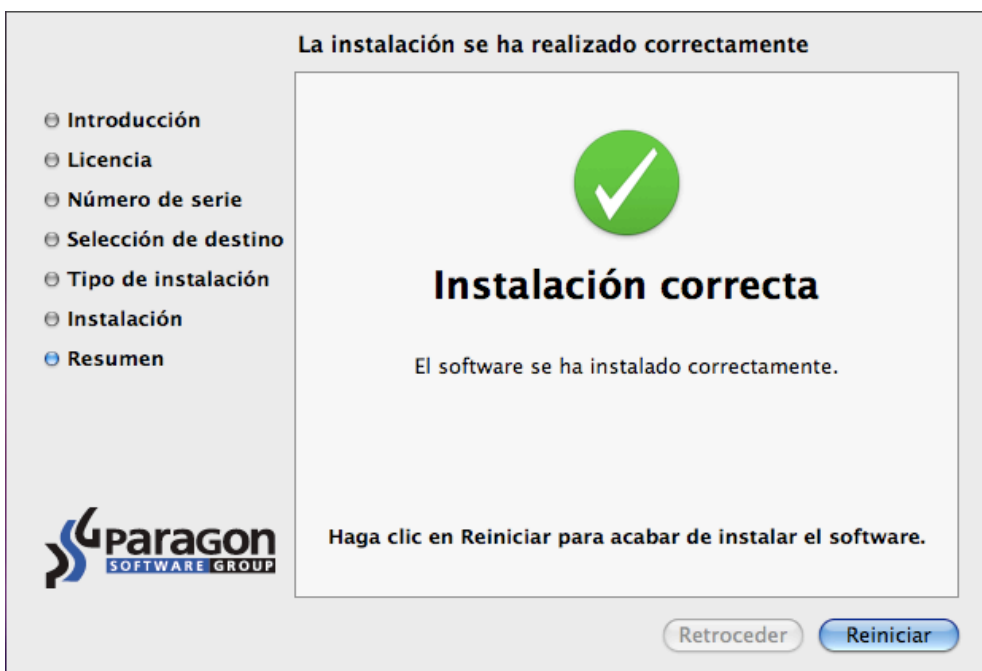 La instalación se ha realizado correctamente
Introducción
Licencia
Número de serie
Selección de destino
Tipo de instalación
Instalación
Resumen
Instalación correcta
El software se ha instalado correctamente.
Haga clic en Reiniciar para acabar de instalar el software.
Paragon
SOFTWARE GROUP
Retroceder
Reiniciar